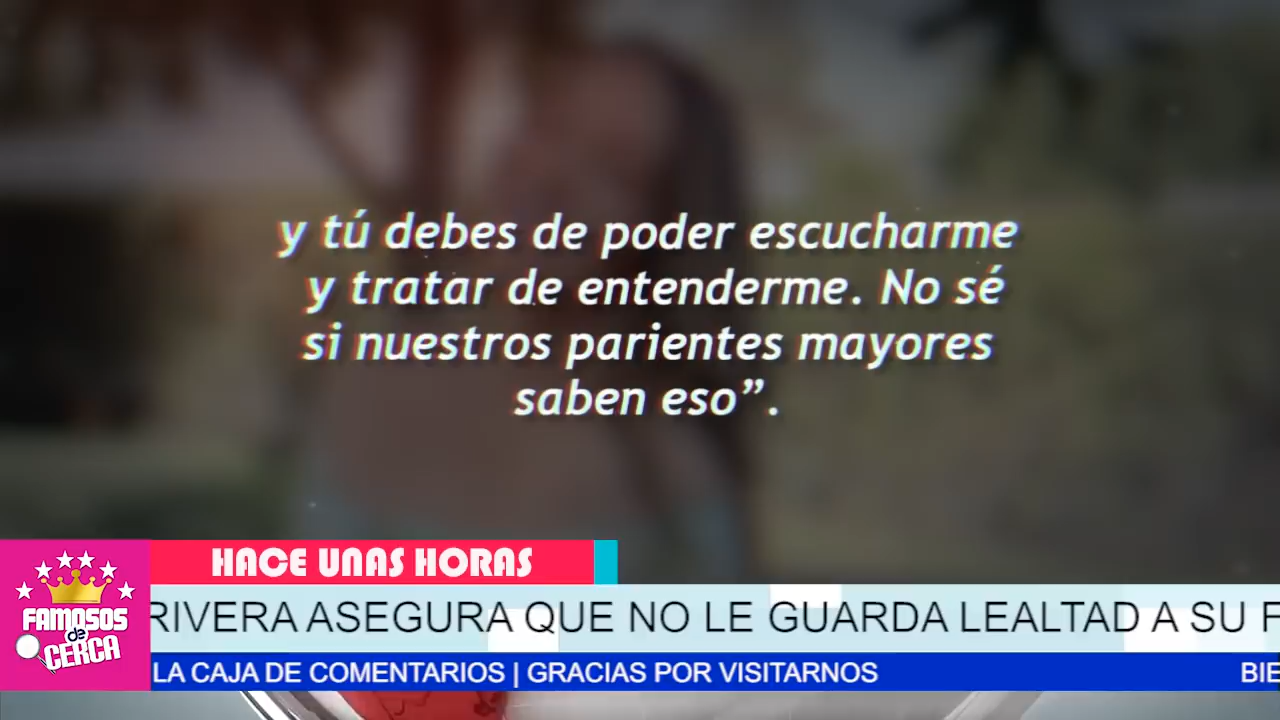 y tú debes de poder escucharme
y tratar de entenderme. No sé
si nuestros parientes mayores
saben eso”.
HACE UNAS HORAS
FAMOSOS
de
CERCA
RIVERA ASEGURA QUE NO LE GUARDA LEALTAD A SU F
LA CAJA DE COMENTARIOS | GRACIAS POR VISITARNOS
BIE